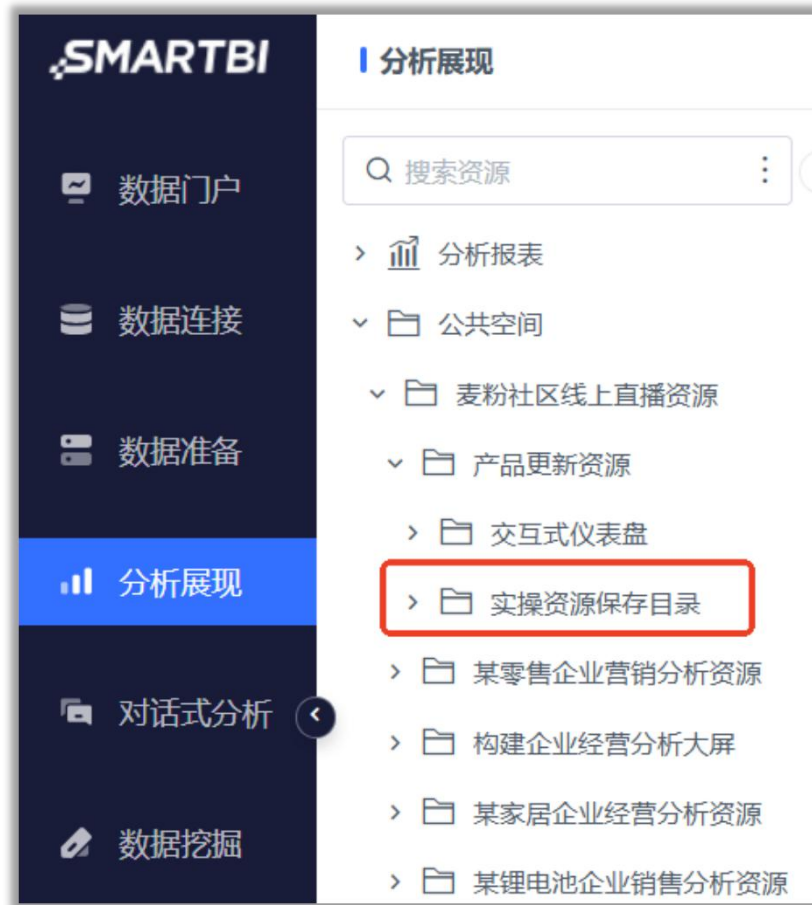 SMARTBI
数据门户
数据连接
数据准备
分析展现
对话式分析
数据挖掘
分析展现
搜索资源
分析报表
公共空间
麦粉社区线上直播资源
产品更新资源
交互式仪表盘
实操资源保存目录
某零售企业营销分析资源
构建企业经营分析大屏
某家居企业经营分析资源
某锂电池企业销售分析资源